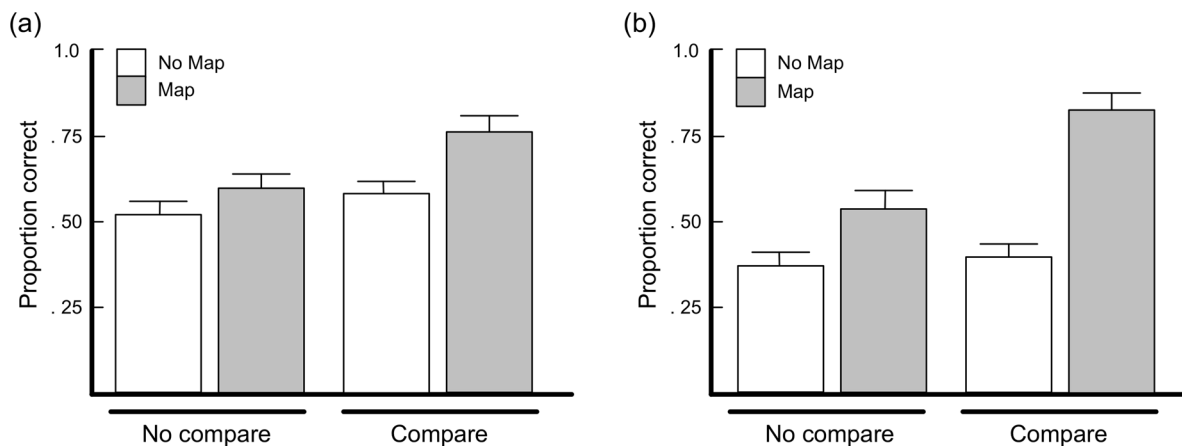 (a)
1.0
No Map
Map
. 75
. 50
. 25
Proportion correct
No compare
Compare
(b)
1.0
No Map
Map
. 75
. 50
. 25
Proportion correct
No compare
Compare